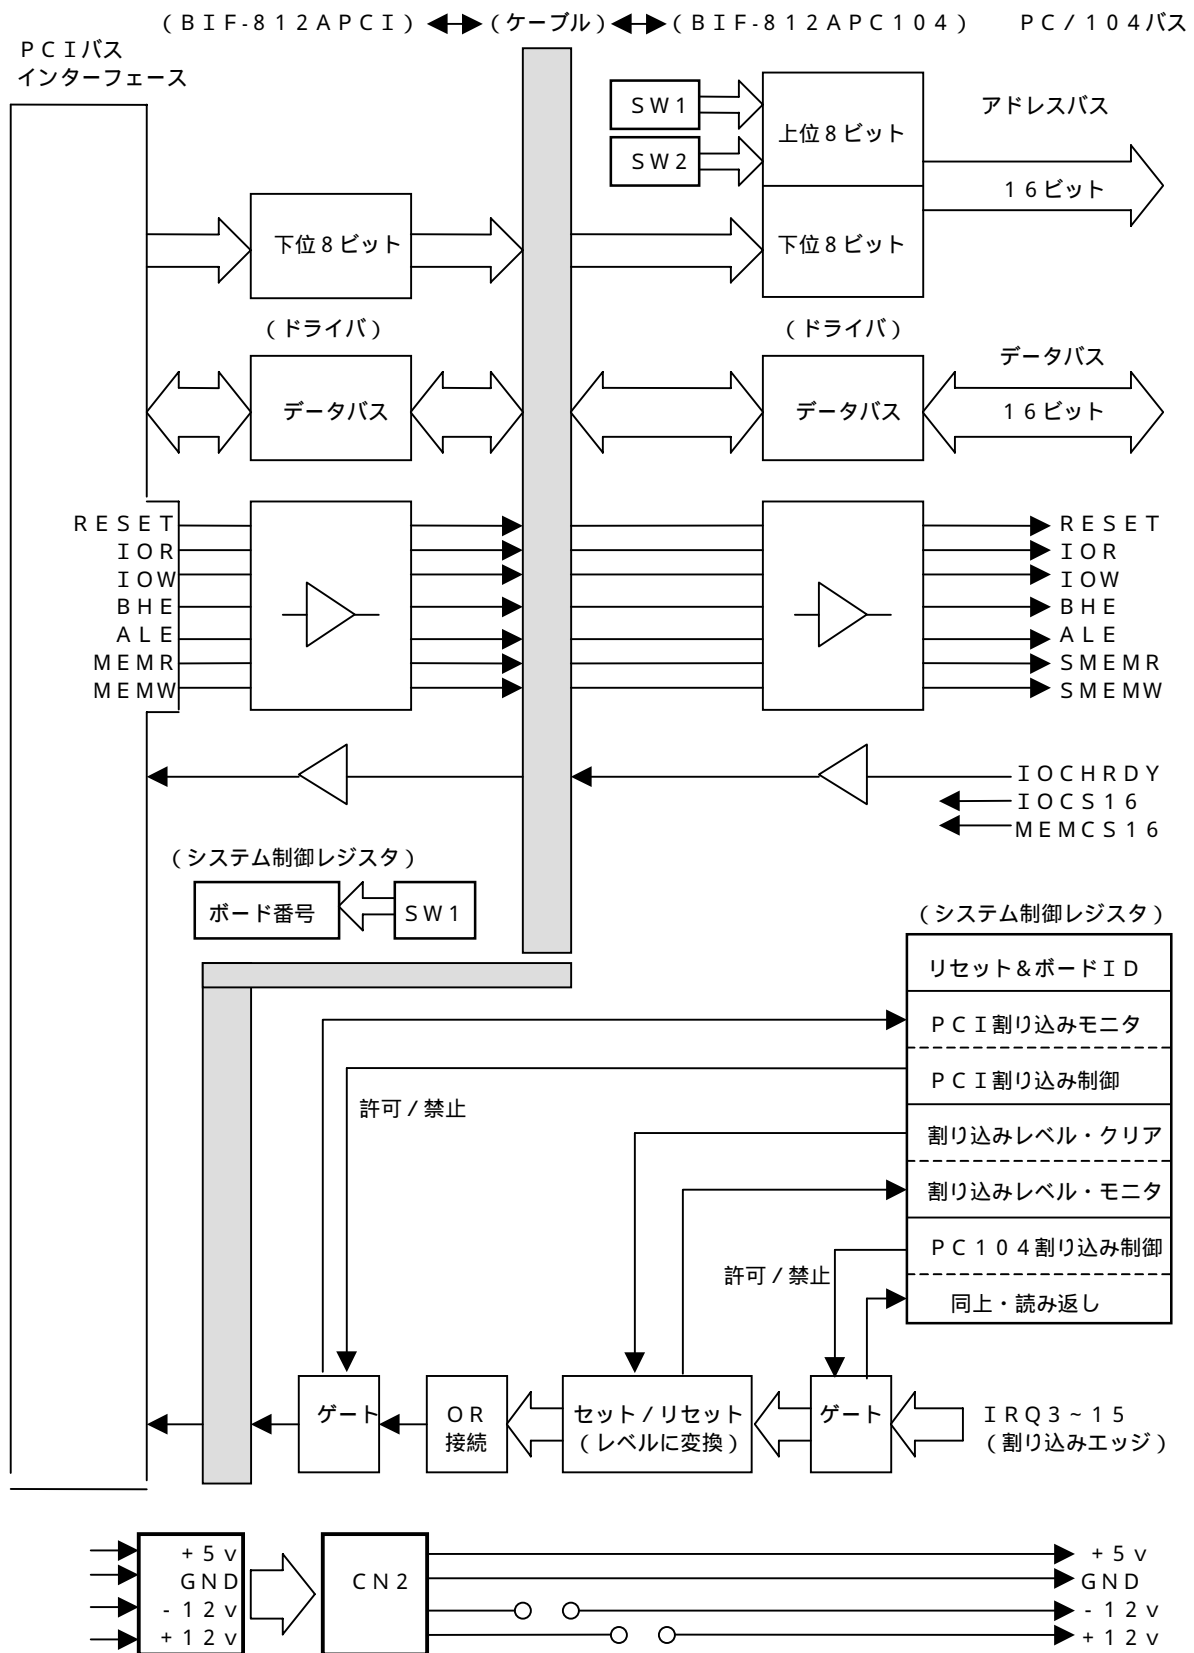 (BIF-812APCI) (ケーブル) (BIF-812APC104) PC/104バス
PCIバス
インターフェース
SW1
SW2
上位8ビット
アドレスバス
16ビット
下位8ビット
下位8ビット
(ドライバ)
(ドライバ)
データバス
データバス
データバス
16ビット
RESET
IOR
IOW
BHE
ALE
MEMR
MEMW
RESET
IOR
IOW
BHE
ALE
SMEMR
SMEMW
IOCHRDY
IOCS16
MEMCS16
(システム制御レジスタ)
ボード番号
SW1
(システム制御レジスタ)
リセット&ボードID
PCI割り込みモニタ
PCI割り込み制御
許可/禁止
割り込みレベル・クリア
割り込みレベル・モニタ
PC104割り込み制御
許可/禁止
同上・読み返し
ゲート
OR
接続
セット/リセット
(レベルに変換)
ゲート
IRQ3~15
(割り込みエッジ)
+5v
GND
-12v
+12v
CN2
+5v
GND
-12v
+12v